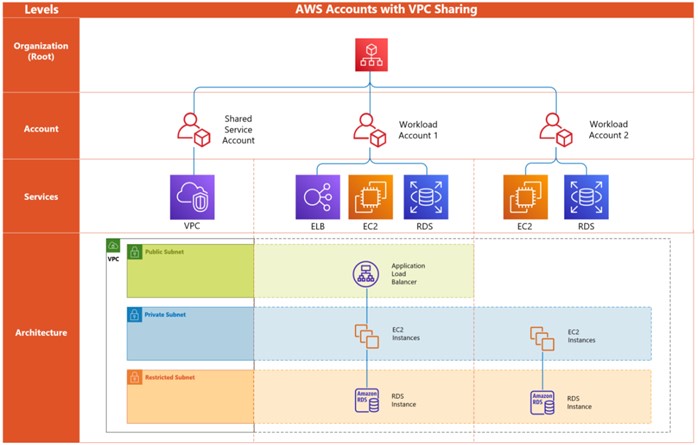 Levels
AWS Accounts with VPC Sharing
Organization
(Root)
Account
Shared
Service
Account
Workload
Account 1
Workload
Account 2
Services
VPC
ELB
EC2
RDS
EC2
RDS
Architecture
VPC
Public Subnet
Application
Load
Balancer
Private Subnet
EC2
Instances
EC2
Instances
Restricted Subnet
Amazon
RDS
RDS
Instance
Amazon
RDS
RDS
Instance